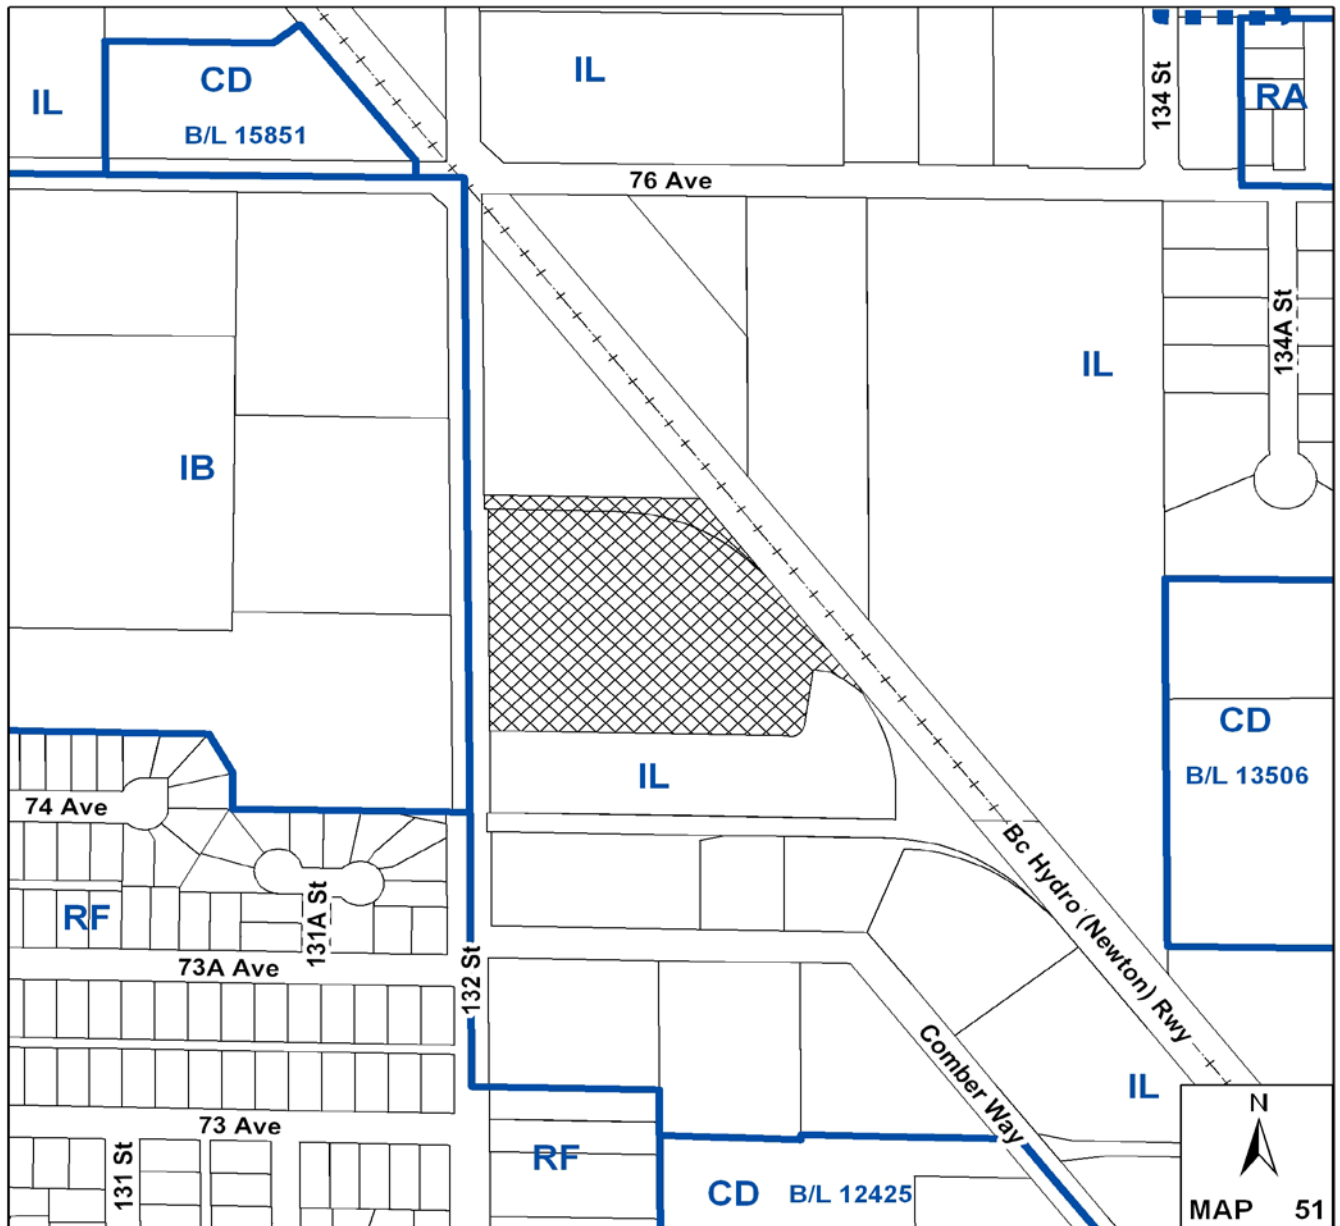 IL
CD
B/L 15851
IL
134 St
RA
76 Ave
134A St
IL
IB
CD
B/L 13506
IL
74 Ave
Bc Hydro (Newton) Rwy
RF
131A St
73A Ave
132 St
Comber Way
IL
73 Ave
131 St
RF
CD B/L 12425
N
MAP 51